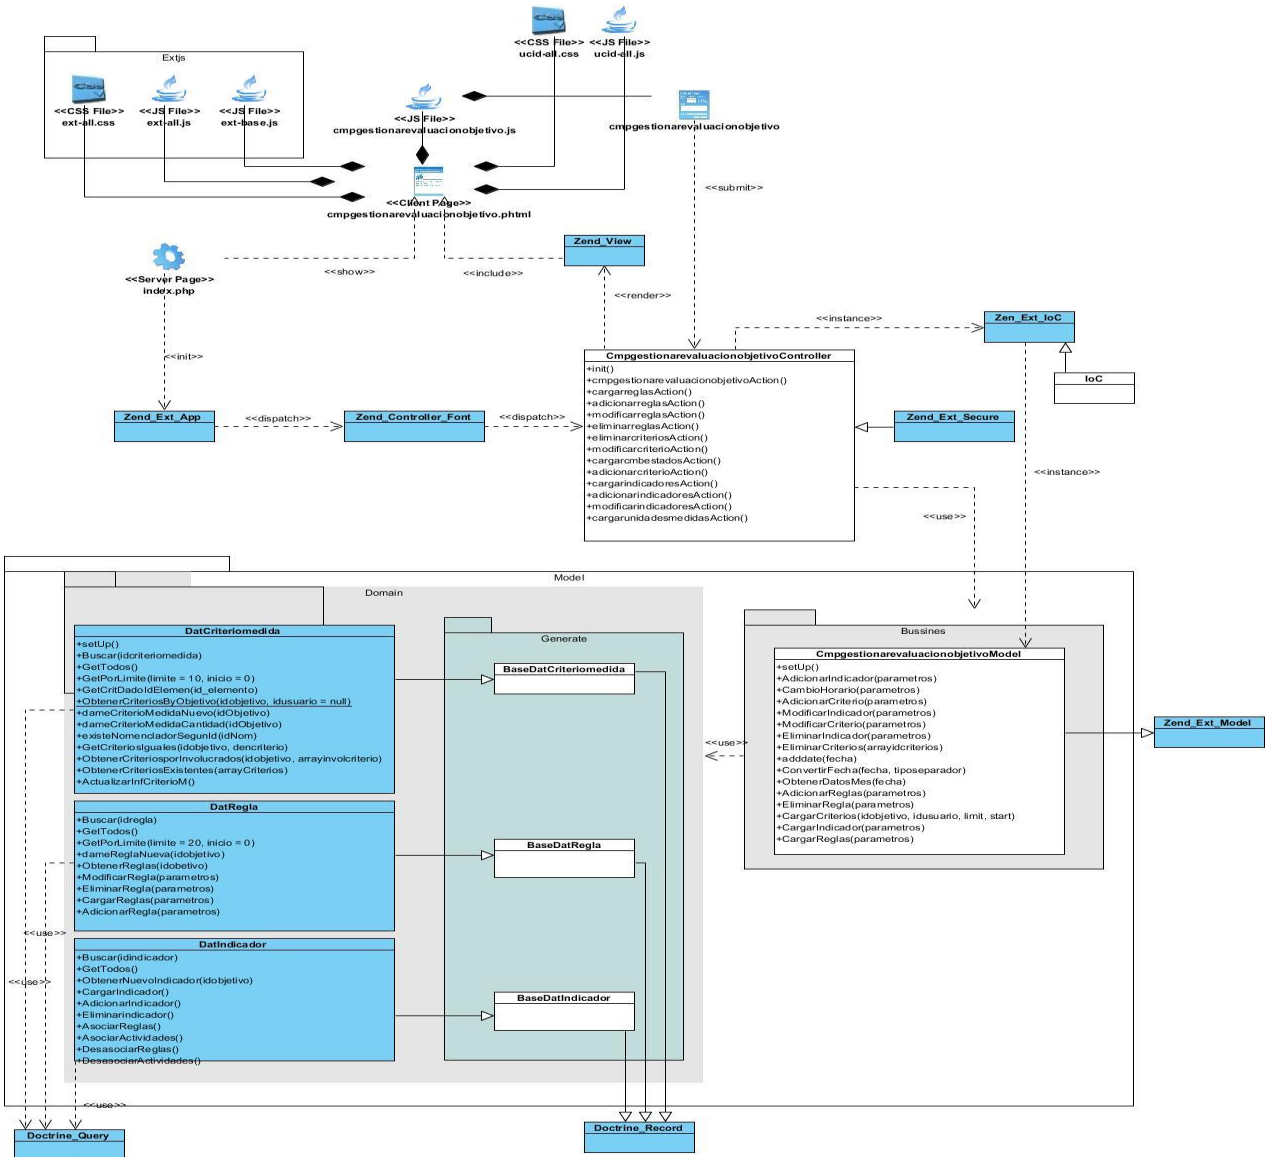 <<CSS File>>
ucid-all.css
<<JS File>>
ucid-all.js
Extjs
<<CSS File>>
ext-all.css
<<JS File>>
ext-all.js
<<JS File>>
ext-base.js
<<JS File>>
cmpgestionarevaluacionobjetivo.js
cmpgestionarevaluacionobjetivo
<<submit>>
<<Client Page>>
cmpgestionarevaluacionobjetivo.phtml
Zend_View
<<show>>
<<include>>
<<Server Page>>
index.php
<<render>>
<<instance>>
Zen_Ext_IoC
<<init>>
CmpgestionarevaluacionobjetivoController
+init()
+cmpgestionarevaluacionobjetivoAction()
+cargarreglasAction()
+adicionarreglasAction()
+modificarreglasAction()
+eliminarreglasAction()
+eliminarcriteriosAction()
+modificarcriterioAction()
+cargarcmbestadosAction()
+adicionarcriterioAction()
+cargarindicadoresAction()
+adicionarindicadoresAction()
+modificarindicadoresAction()
+cargarunidadesmedidasAction()
IoC
Zend_Ext_App
<<dispatch>>
Zend_Controller_Font
<<dispatch>>
Zend_Ext_Secure
<<instance>>
<<use>>
Model
Domain
Generate
Bussines
DatCriteriomedida
+setUp()
+Buscar(idcriteriomedida)
+GetTodos()
+GetPorLimite(limite = 10, inicio = 0)
+GetCritDadoIdElemen(id_elemento)
+ObtenerCriteriosByObjetivo(idobjetivo, idusuario = null)
+dameCriterioMedidaNuevo(idObjetivo)
+dameCriterioMedidaCantidad(idObjetivo)
+existeNomencladorSegunId(idNom)
+GetCriteriosIguales(idobjetivo, dencriterio)
+ObtenerCriteriosporInvolucrados(idobjetivo, arrayinvolcriterio)
+ObtenerCriteriosExistentes(arrayCriterios)
+ActualizarInfCriterioM()
BaseDatCriteriomedida
CmpgestionarevaluacionobjetivoModel
+setUp()
+AdicionarIndicador(parametros)
+CambioHorario(parametros)
+AdicionarCriterio(parametros)
+ModificarIndicador(parametros)
+ModificarCriterio(parametros)
+EliminarIndicador(parametros)
+EliminarCriterios(arrayidcriterios)
+adddate(fecha)
+ConvertirFecha(fecha, tiposeparador)
+ObtenerDatosMes(fecha)
+AdicionarReglas(parametros)
+EliminarRegla(parametros)
+CargarCriterios(idobjetivo, idusuario, limit, start)
+CargarIndicador(parametros)
+CargarReglas(parametros)
Zend_Ext_Model
<<use>>
DatRegla
+Buscar(idregla)
+GetTodos()
+GetPorLimite(limite = 20, inicio = 0)
+dameReglaNueva(idobjetivo)
+ObtenerReglas(idobetivo)
+ModificarRegla(parametros)
+EliminarRegla(parametros)
+CargarReglas(parametros)
+AdicionarRegla(parametros)
BaseDatRegla
<<use>>
<<use>>
DatIndicador
+Buscar(idindicador)
+GetTodos()
+ObtenerNuevoIndicador(idobjetivo)
+CargarIndicador()
+AdicionarIndicador()
+Eliminarindicador()
+AsociarReglas()
+AsociarActividades()
+DesasociarReglas()
+DesasociarActividades()
BaseDatIndicador
<<use>>
Doctrine_Query
Doctrine_Record